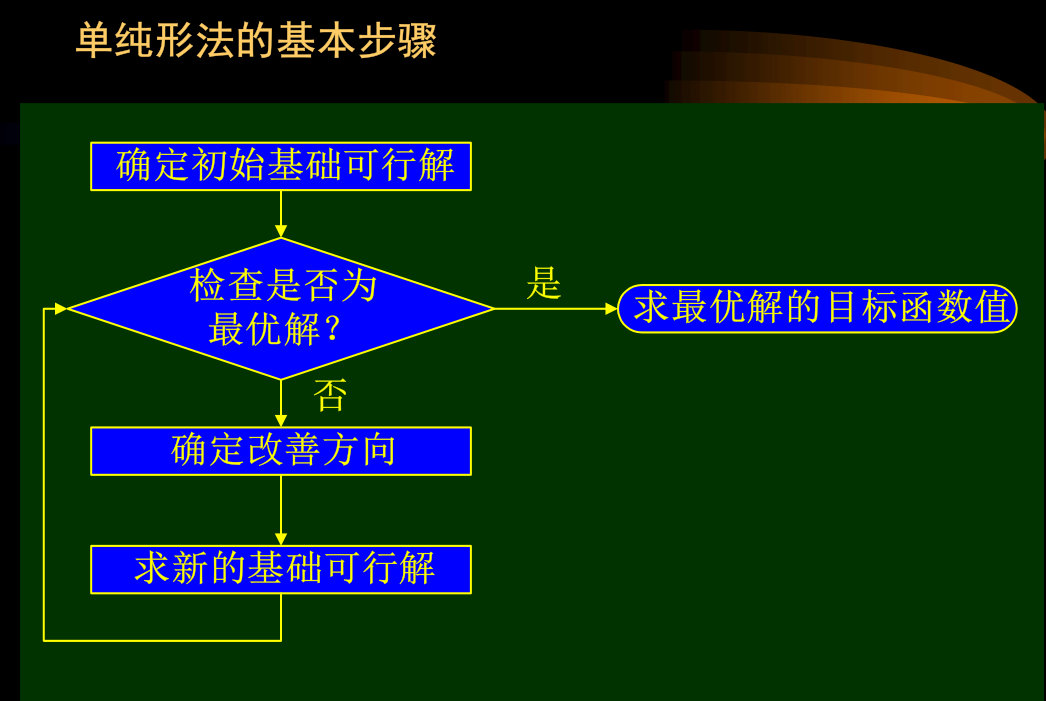 单纯形法的基本步骤
确定初始基础可行解
检查是否为
最优解？
是
求最优解的目标函数值
否
确定改善方向
求新的基础可行解